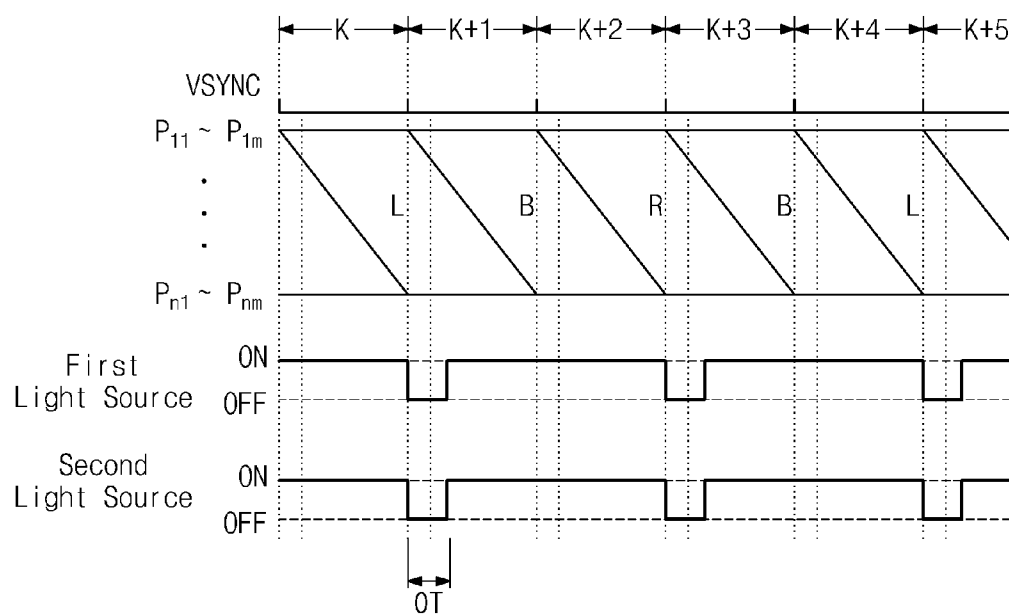 K K+1 K+2 K+3 K+4 K+5
VSYNC
P11 ~ P1m
L B R B L
Pn1 ~ Pnm
First
Light Source
ON
OFF
Second
Light Source
ON
OFF
OT